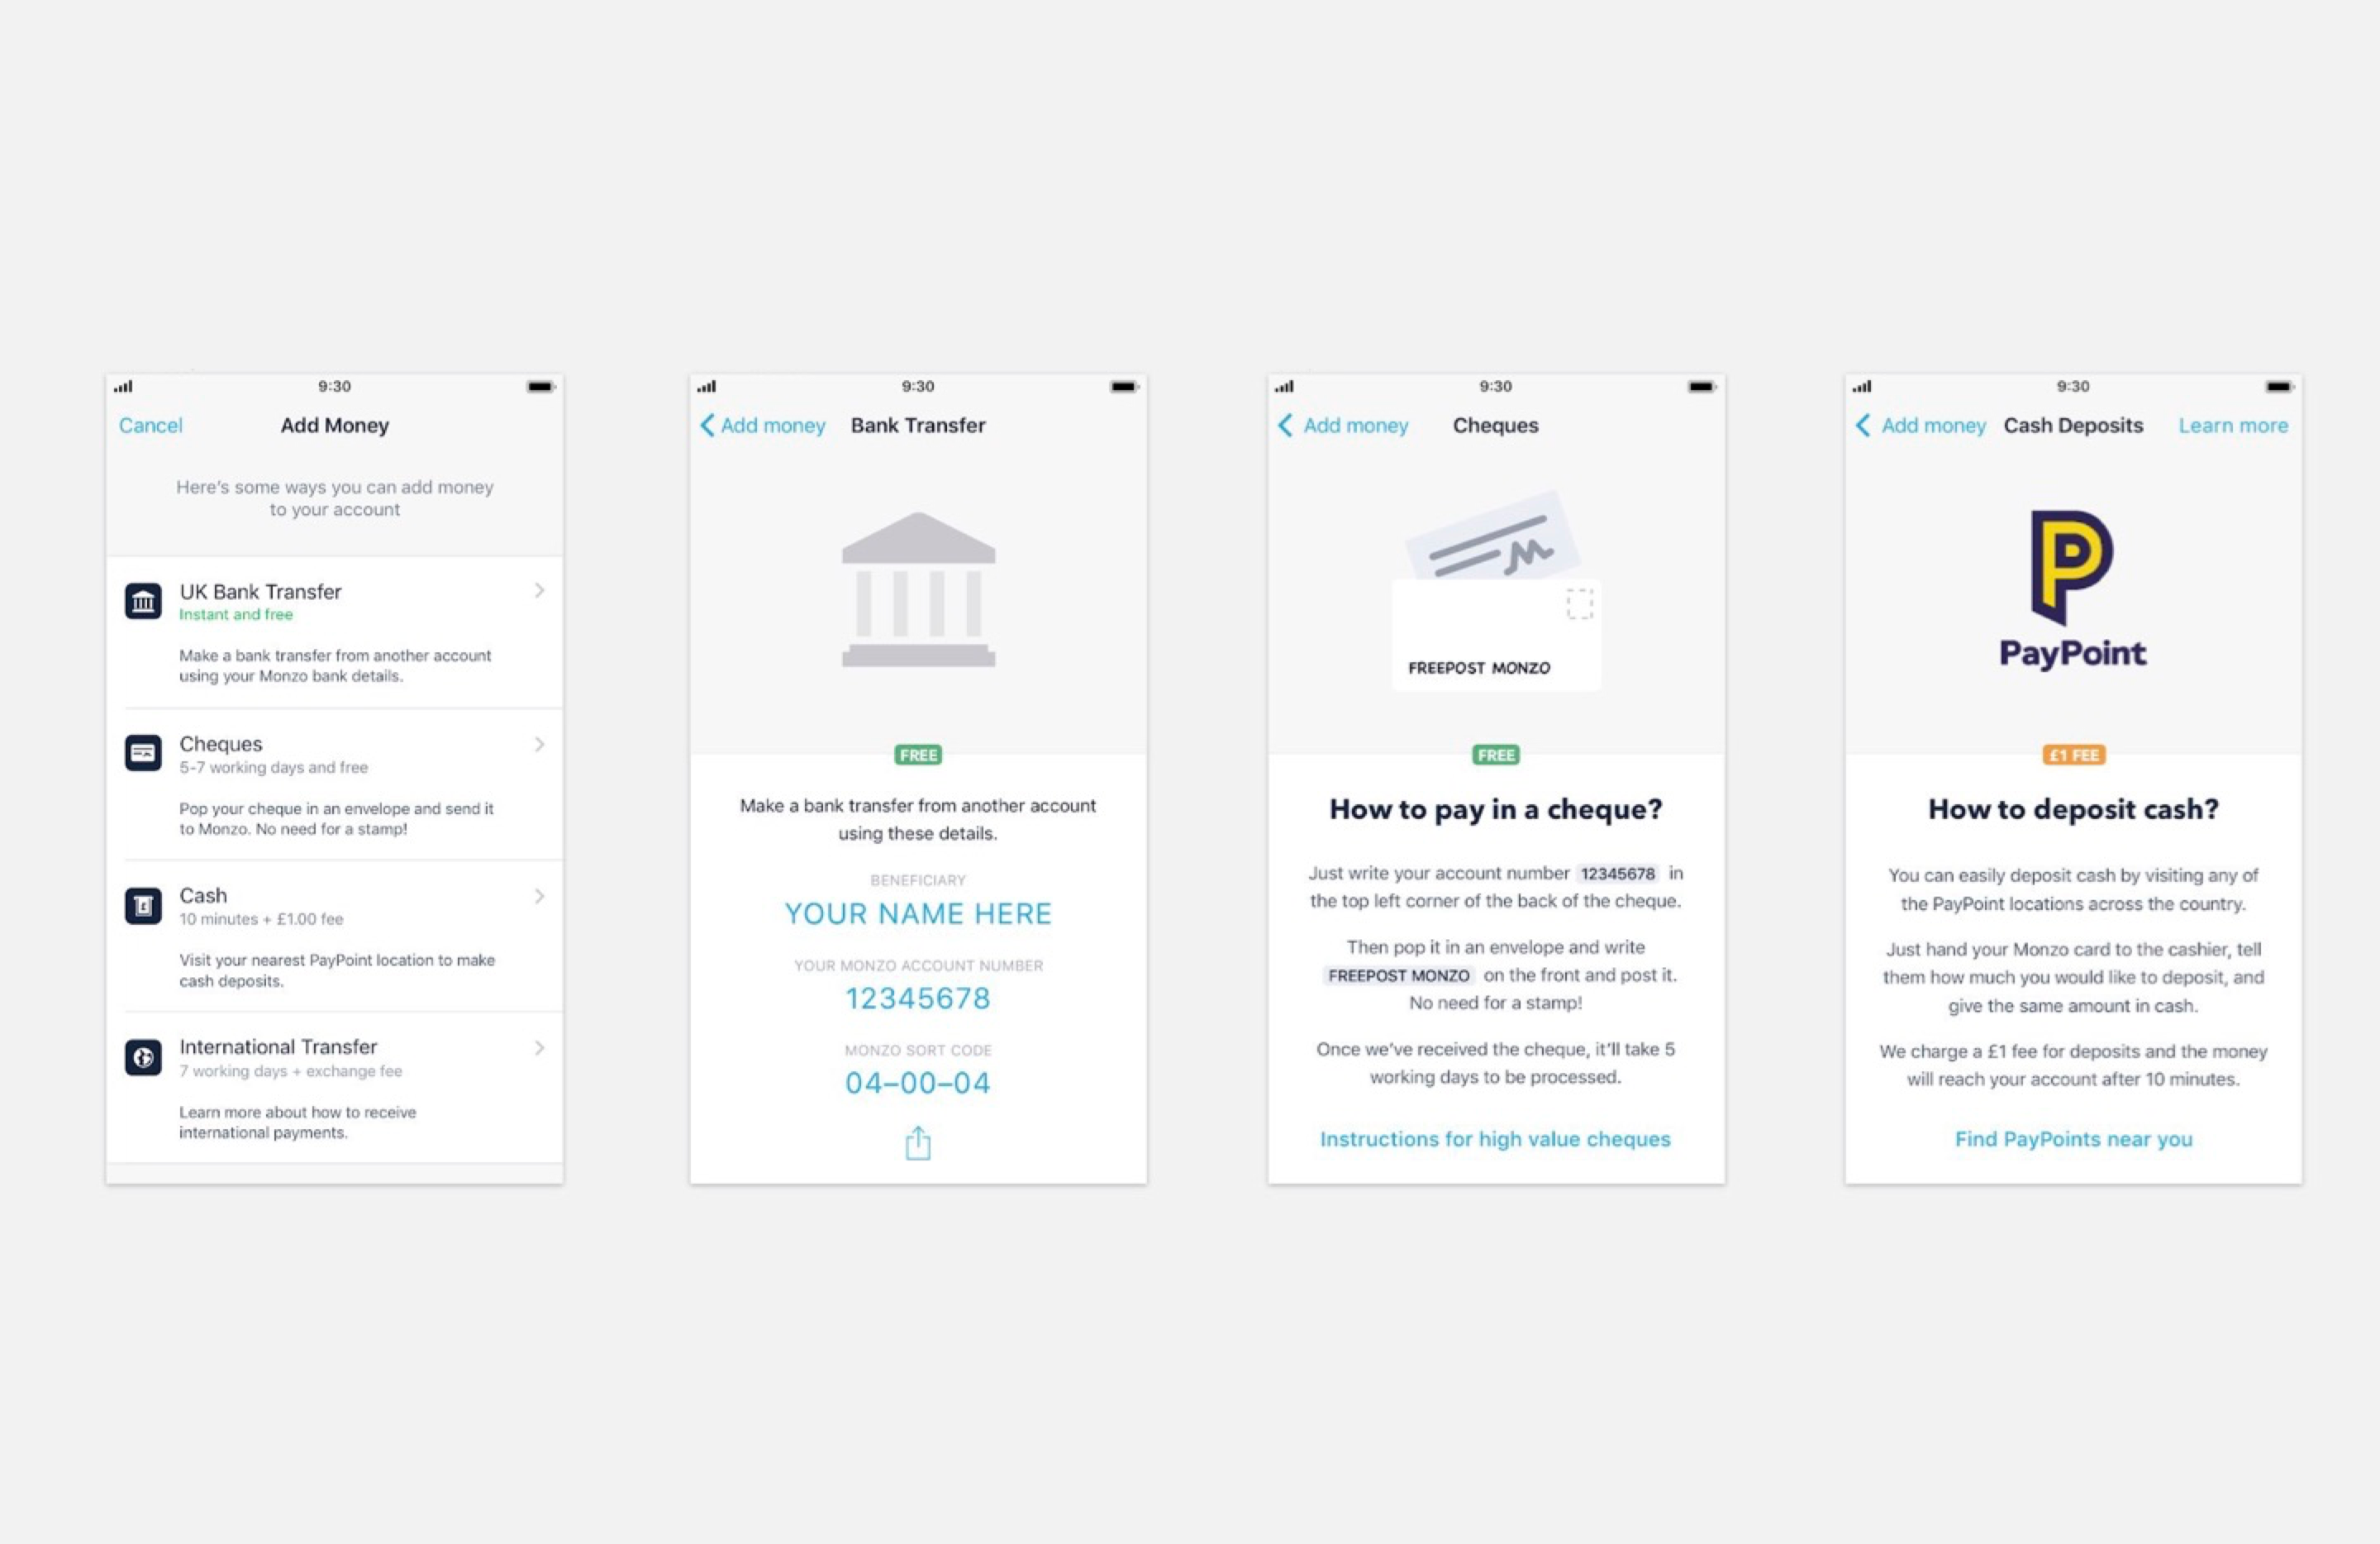 9:30
Cancel Add Money
Here's some ways you can add money
to your account
UK Bank Transfer
Instant and free
Make a bank transfer from another account
using your Monzo bank details.
Cheques
5-7 working days and free
Pop your cheque in an envelope and send it
to Monzo. No need for a stamp!
Cash
10 minutes + £1.00 fee
Visit your nearest PayPoint location to make
cash deposits.
International Transfer
7 working days + exchange fee
Learn more about how to receive
international payments.
9:30
Add money Bank Transfer
FREE
Make a bank transfer from another account
using these details.
BENEFICIARY
YOUR NAME HERE
YOUR MONZO ACCOUNT NUMBER
12345678
MONZO SORT CODE
04–00–04
9:30
Add money Cheques
FREEPOST MONZO
FREE
How to pay in a cheque?
Just write your account number 12345678 in
the top left corner of the back of the cheque.
Then pop it in an envelope and write
FREEPOST MONZO on the front and post it.
No need for a stamp!
Once we've received the cheque, it'll take 5
working days to be processed.
Instructions for high value cheques
9:30
Add money Cash Deposits Learn more
PayPoint
£1 FEE
How to deposit cash?
You can easily deposit cash by visiting any of
the PayPoint locations across the country.
Just hand your Monzo card to the cashier, tell
them how much you would like to deposit, and
give the same amount in cash.
We charge a £1 fee for deposits and the money
will reach your account after 10 minutes.
Find PayPoints near you